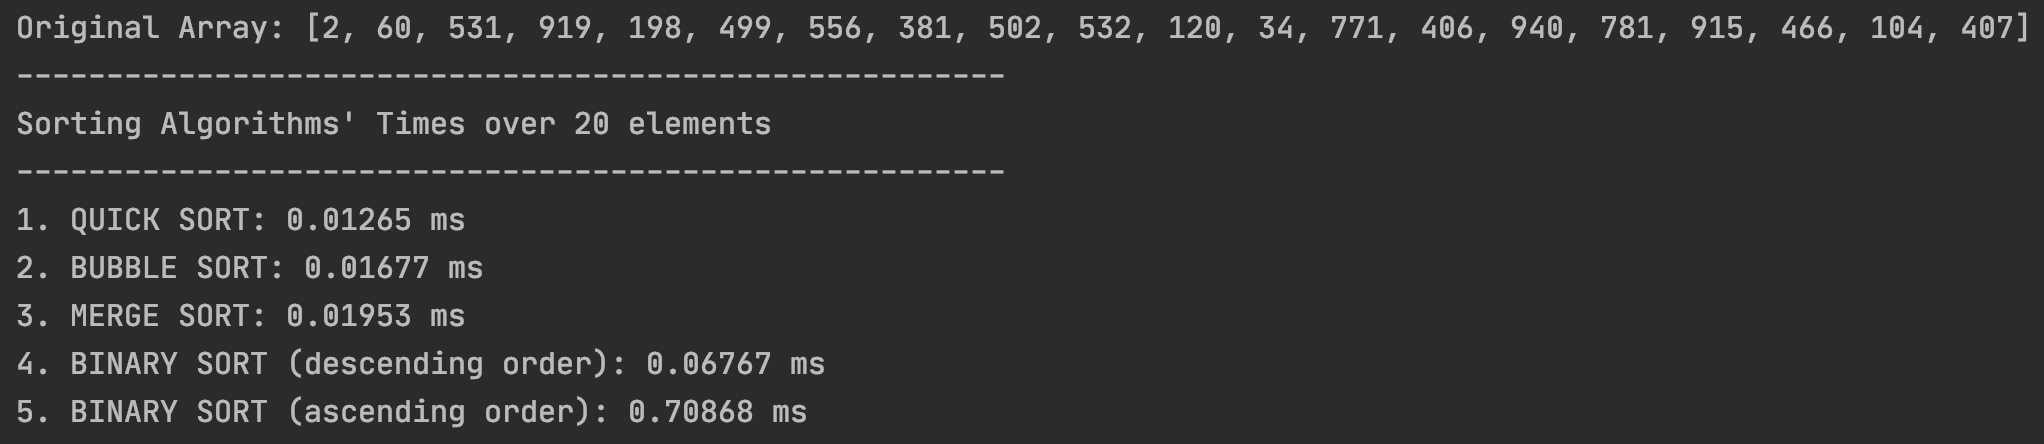 Original Array: [2, 60, 531, 919, 198, 499, 556, 381, 502, 532, 120, 34, 771, 406, 940, 781, 915, 466, 104, 407]
-------------------------------------------------------
Sorting Algorithms' Times over 20 elements
-------------------------------------------------------
1. QUICK SORT: 0.01265 ms
2. BUBBLE SORT: 0.01677 ms
3. MERGE SORT: 0.01953 ms
4. BINARY SORT (descending order): 0.06767 ms
5. BINARY SORT (ascending order): 0.70868 ms